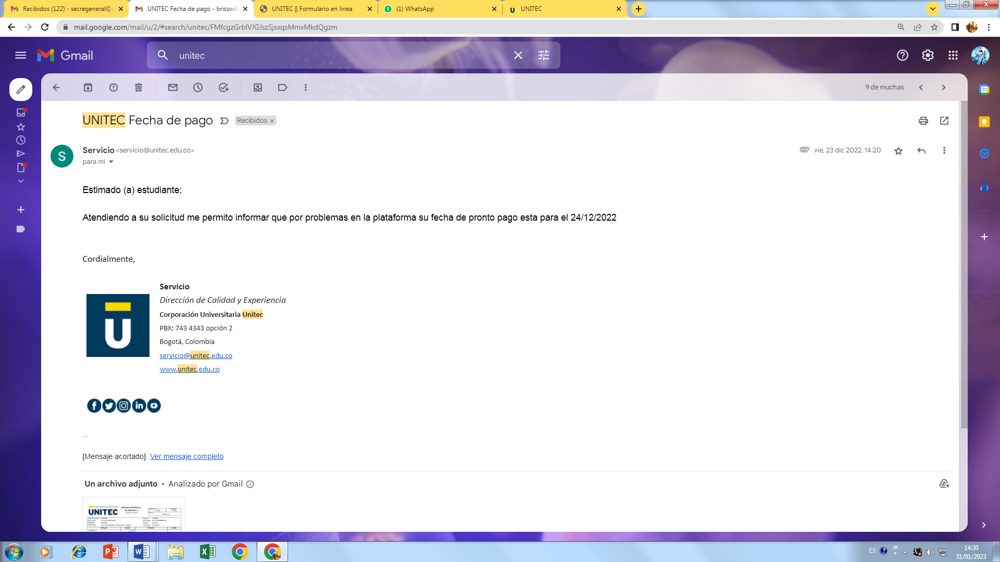 Recibidos (122) - secregeneral@c
UNITEC Fecha de pago - brisswilc
UNITEC || Formulario en linea
(1) WhatsApp
UNITEC
mail.google.com/mail/u/2/#search/unitec/FMfcgzGrblVJGJszSjsxqsMmxMkdQgzm
Gmail
unitec
9 de muchas
31
UNITEC Fecha de pago
Recibidos ×
S
Servicio <servicio@unitec.edu.co>
vie, 23 dic 2022, 14:20
para mí
Estimado (a) estudiante;
Atendiendo a su solicitud me permito informar que por problemas en la plataforma su fecha de pronto pago esta para el 24/12/2022
Cordialmente,
Servicio
Dirección de Calidad y Experiencia
Corporación Universitaria Unitec
PBX: 743 4343 opción 2
Bogotá, Colombia
servicio@unitec.edu.co
www.unitec.edu.co
...
[Mensaje acortado] Ver mensaje completo
Un archivo adjunto • Analizado por Gmail
UNITEC
ES
14:30
31/01/2023